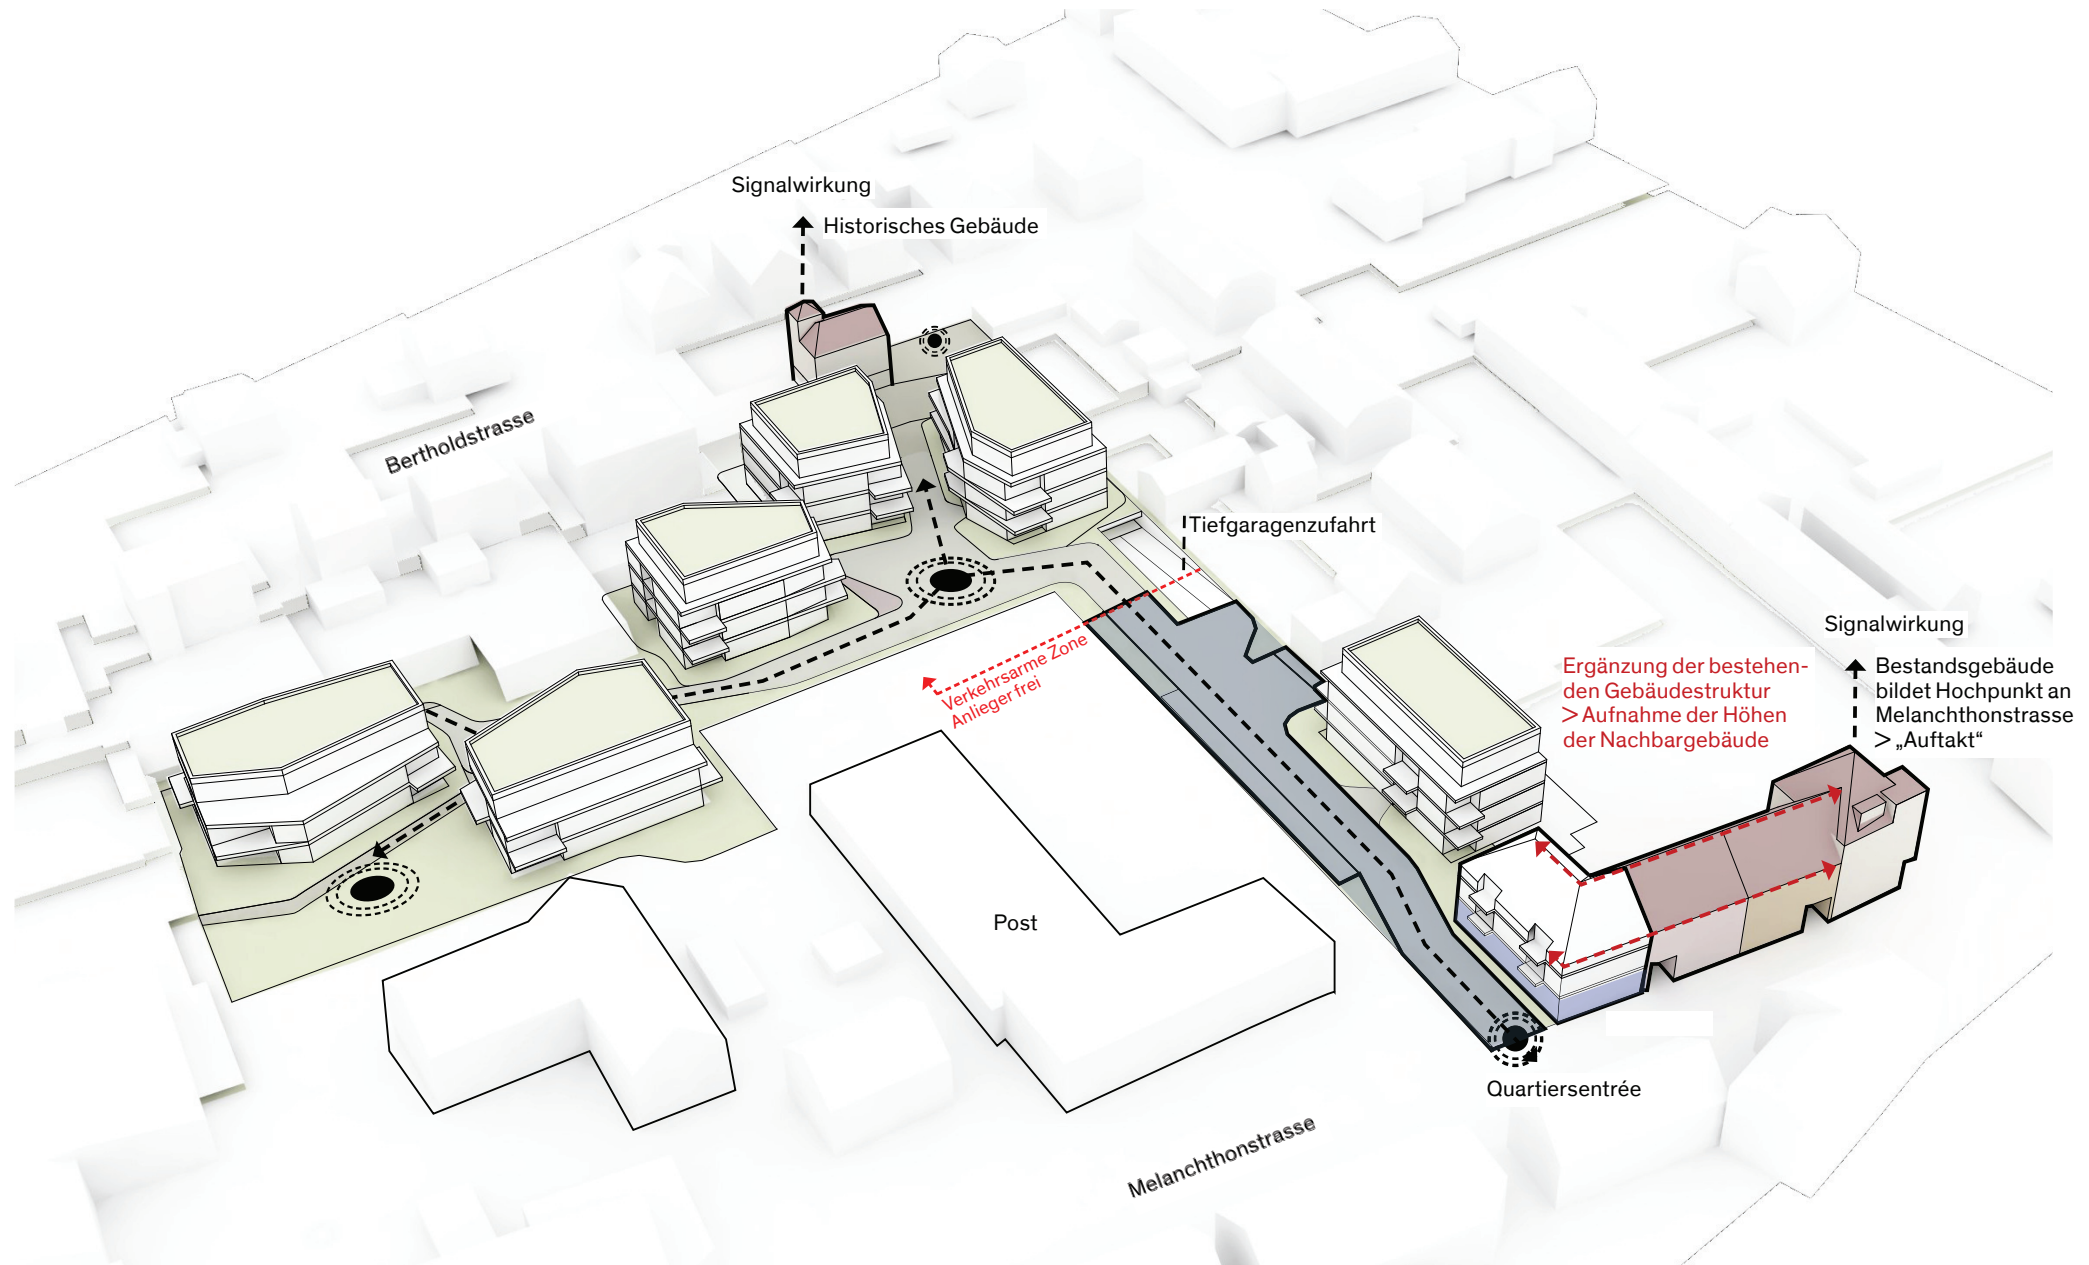 Signalwirkung
Historisches Gebäude
Bertholdstrasse
Tiefgaragenzufahrt
Verkehrsarme Zone
Anlieger frei
Ergänzung der bestehen-
den Gebäudestruktur
> Aufnahme der Höhen
der Nachbargebäude
Signalwirkung
Bestandsgebäude
bildet Hochpunkt an
Melanchthonstrasse
> „Auftakt“
Post
Quartiersentrée
Melanchthonstrasse